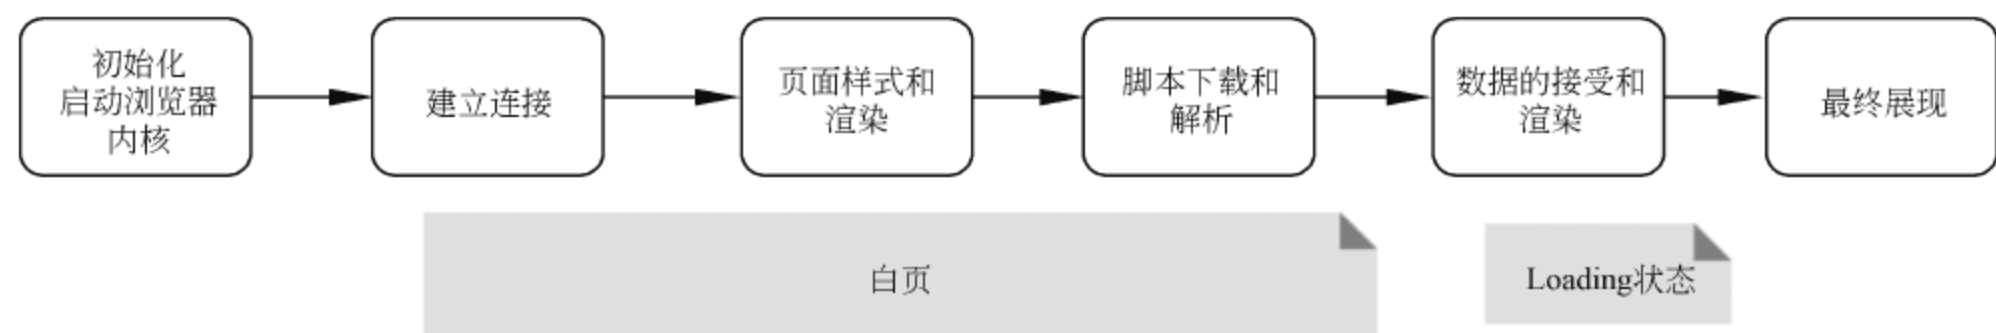 初始化
启动浏览器
内核
建立连接
页面样式和
渲染
脚本下载和
解析
数据的接受和
渲染
最终展现
白页
Loading状态